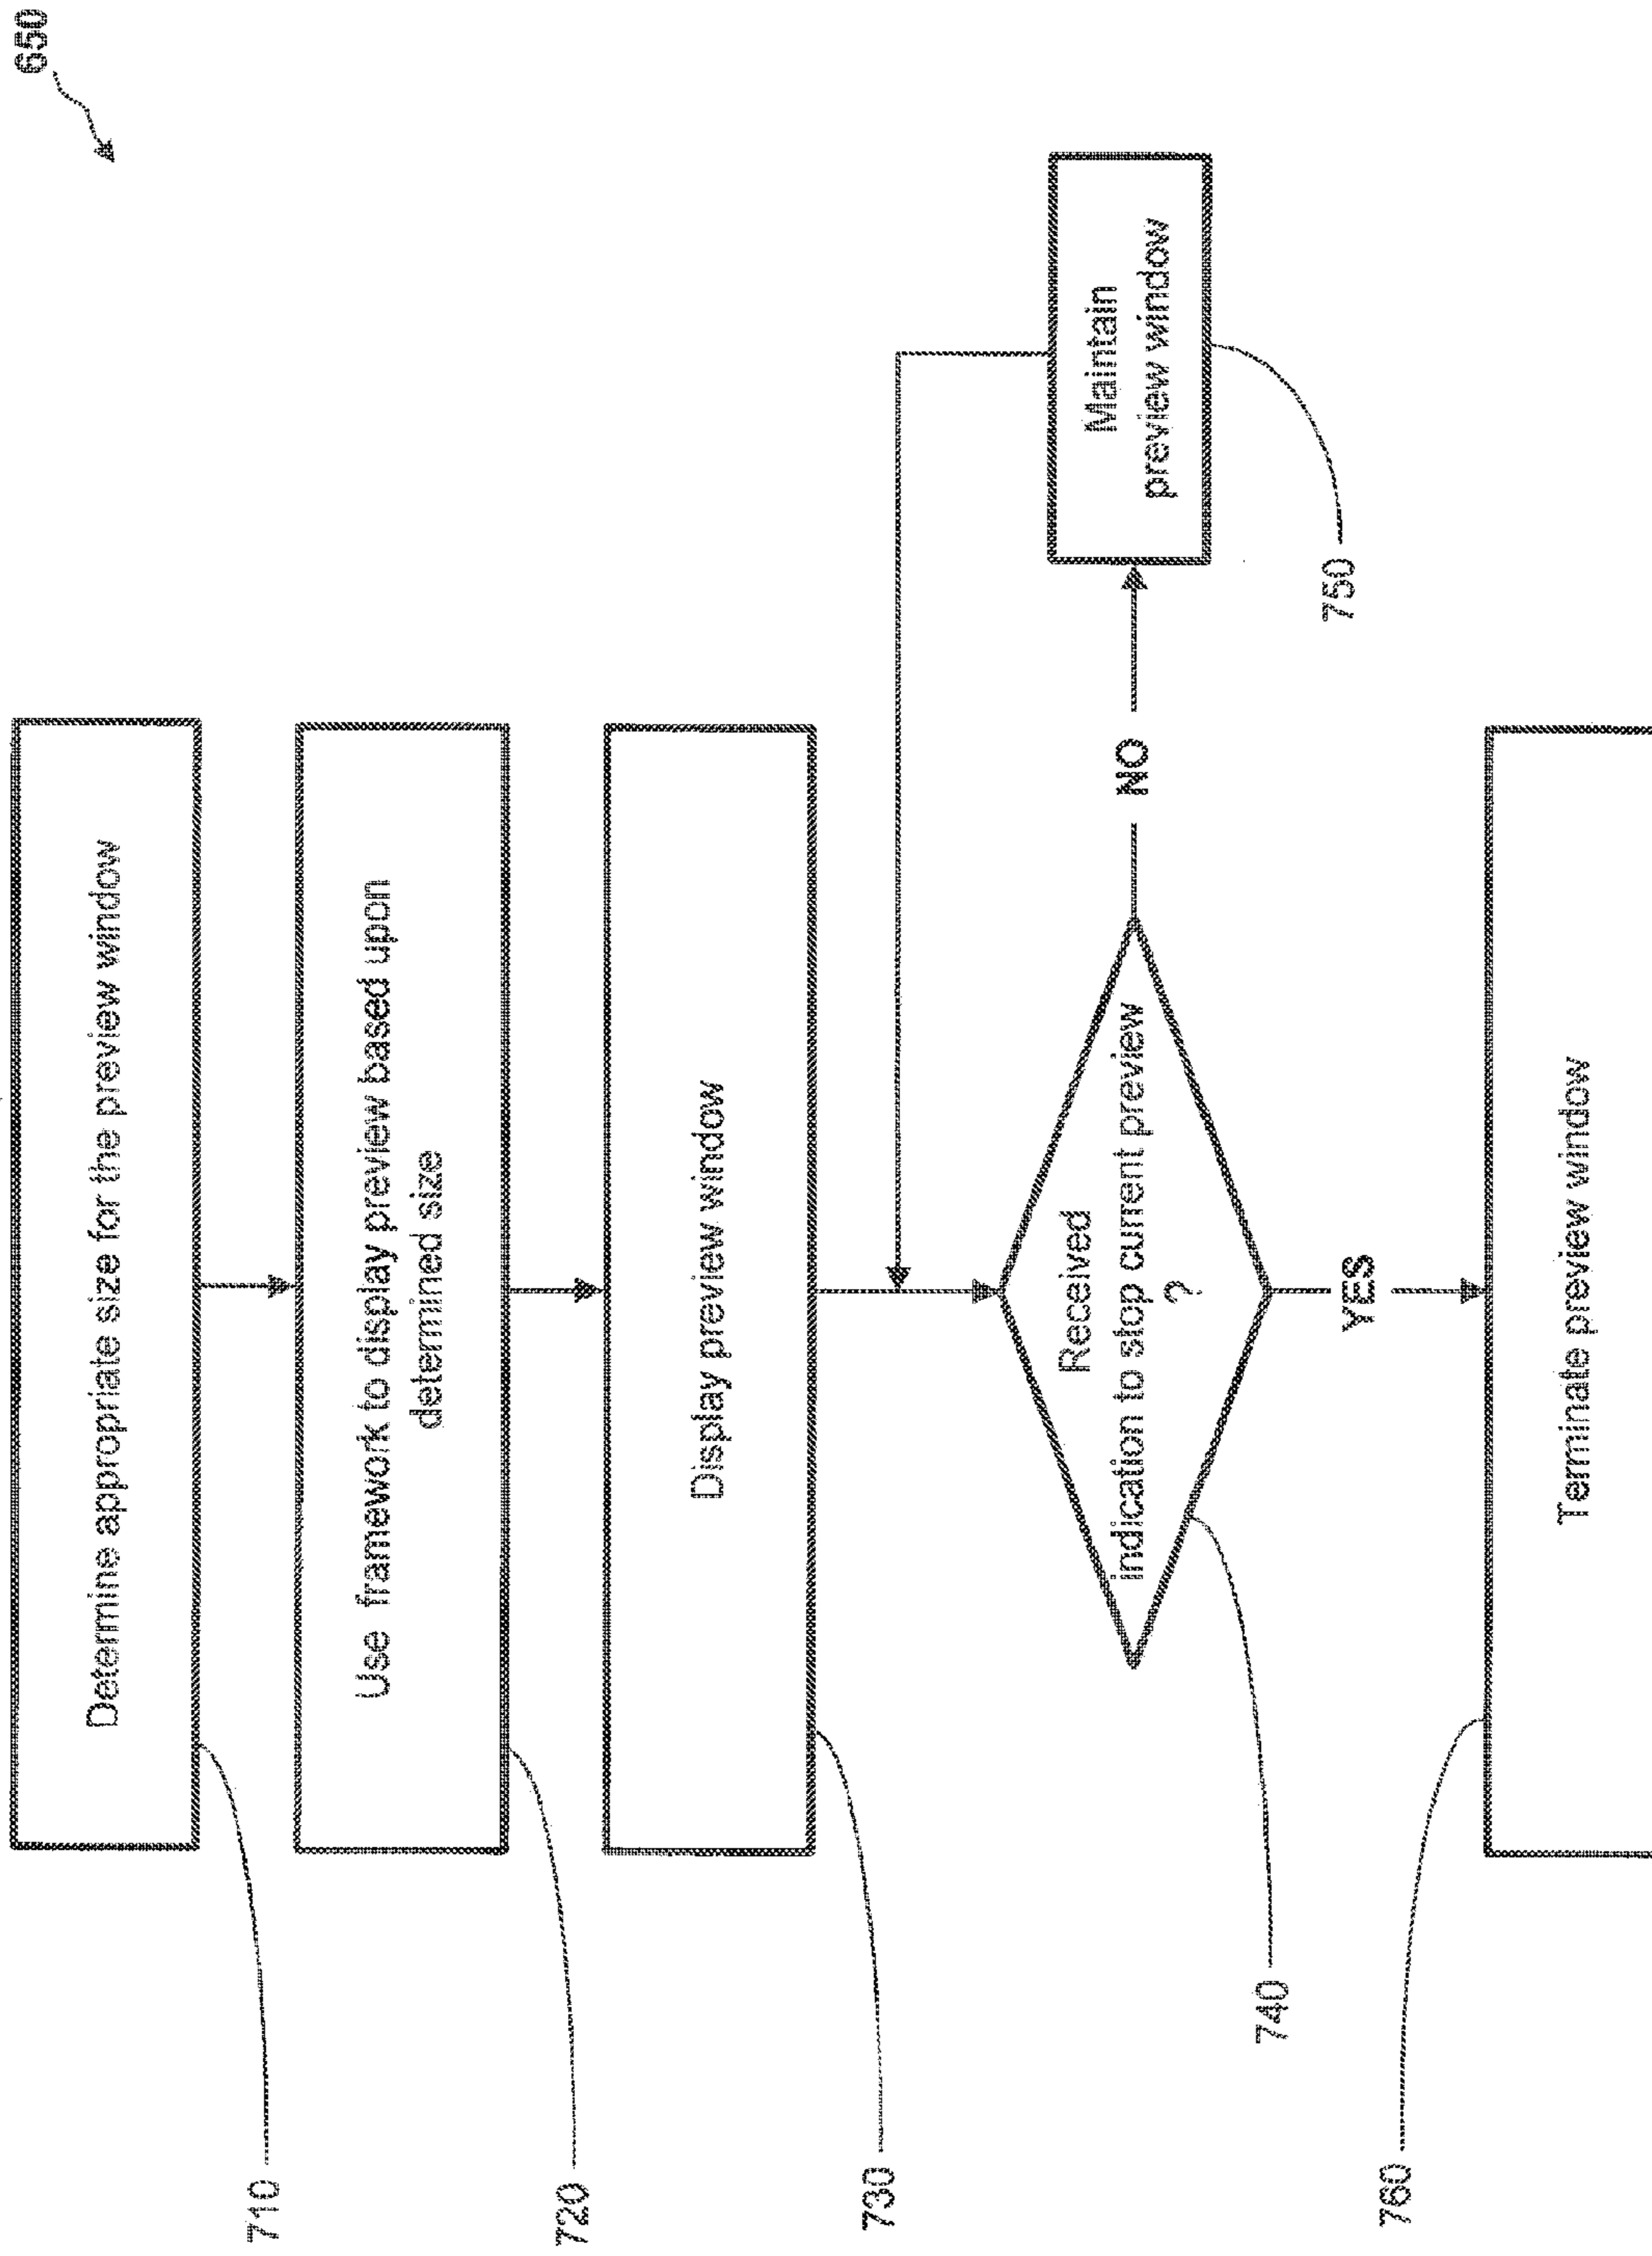 650
Determine appropriate size for the preview window
710
Use framework to display preview based upon
determined size
720
Display preview window
730
Received
indication to stop current preview
?
740
NO
Maintain
preview window
750
YES
Terminate preview window
760